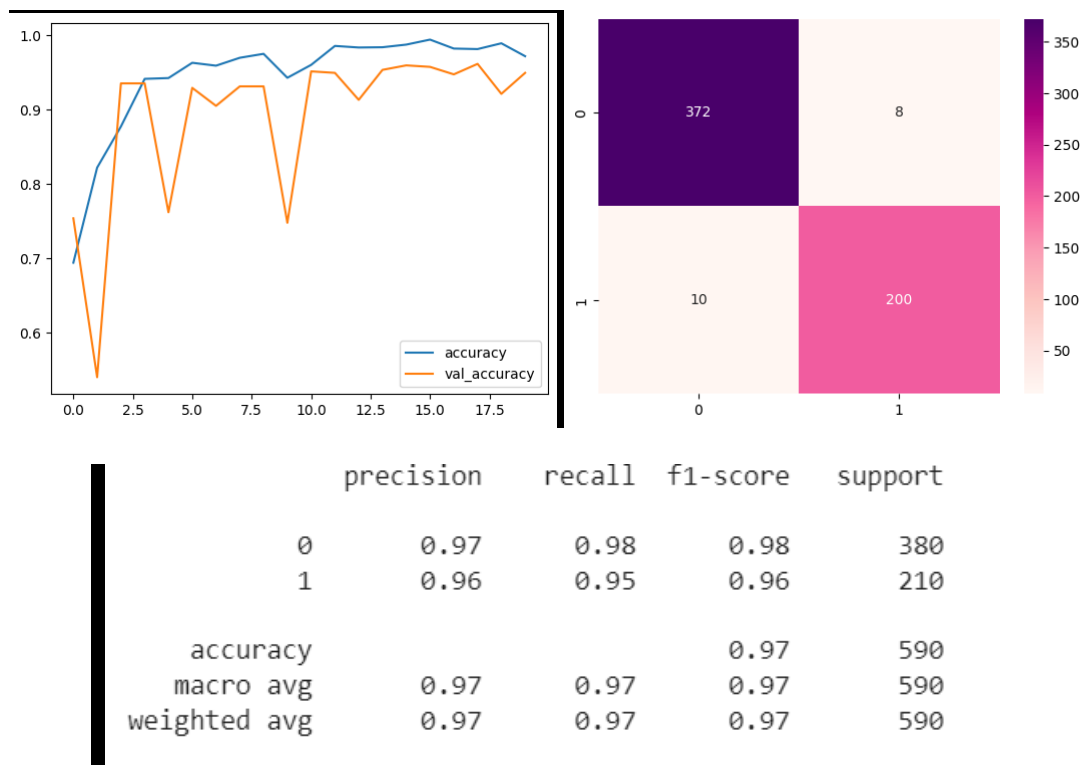 1.0
0.9
0.8
0.7
0.6
accuracy
val_accuracy
0.0 2.5 5.0 7.5 10.0 12.5 15.0 17.5
0 372 8
1 10 200
0 1
350
300
250
200
150
100
50
precision recall f1-score support
0 0.97 0.98 0.98 380
1 0.96 0.95 0.96 210
accuracy 0.97 590
macro avg 0.97 0.97 0.97 590
weighted avg 0.97 0.97 0.97 590